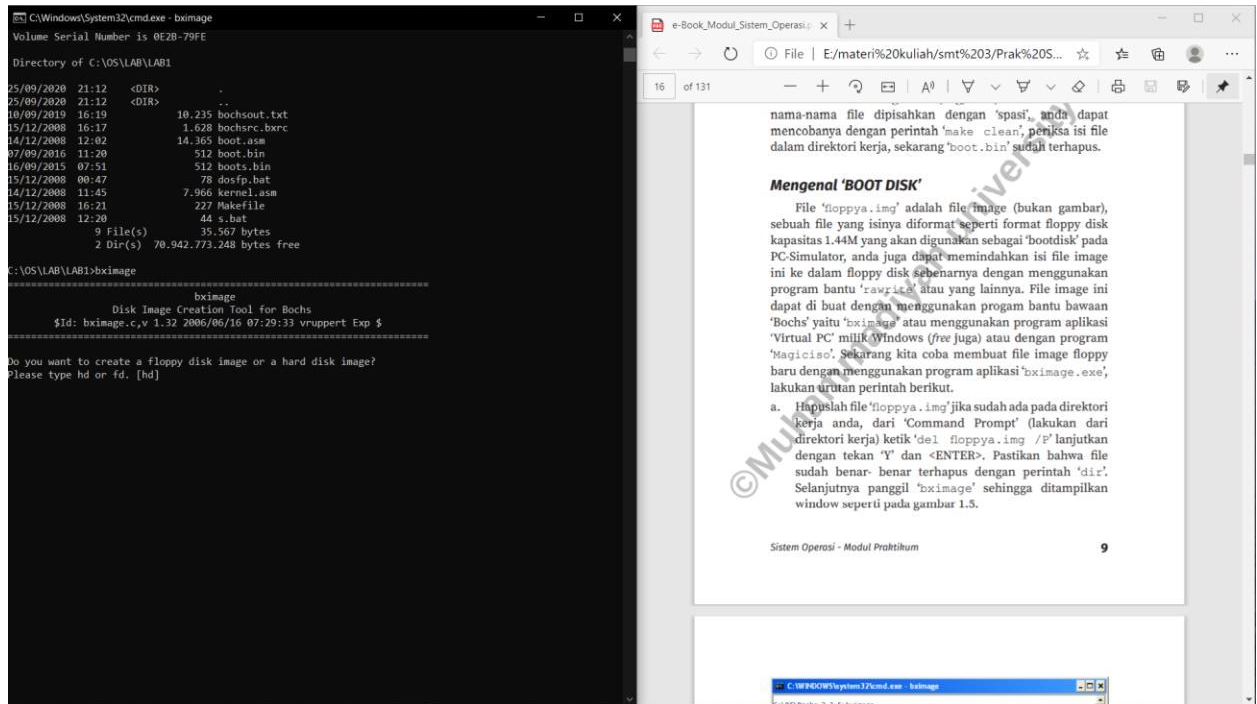 C:\Windows\System32\cmd.exe - bximage
Volume Serial Number is 0E2B-79FE
Directory of C:\OS\LAB\LAB1
25/09/2020 21:12 <DIR> .
25/09/2020 21:12 <DIR> ..
10/09/2019 16:19 10.235 bochsout.txt
15/12/2008 16:17 1.628 bochsrc.bxrc
14/12/2008 12:02 14.365 boot.asm
07/09/2016 11:20 512 boot.bin
16/09/2015 07:51 512 boots.bin
15/12/2008 00:47 78 dosfp.bat
14/12/2008 11:45 7.966 kernel.asm
15/12/2008 16:21 227 Makefile
15/12/2008 12:20 44 s.bat
9 File(s) 35.567 bytes
2 Dir(s) 70.942.773.248 bytes free
C:\OS\LAB\LAB1>bximage
========================================================================
bximage
Disk Image Creation Tool for Bochs
$Id: bximage.c,v 1.32 2006/06/16 07:29:33 vruppert Exp $
========================================================================
Do you want to create a floppy disk image or a hard disk image?
Please type hd or fd. [hd]
e-Book_Modul_Sistem_Operasi.p
File | E:/materi%20kuliah/smt%203/Prak%20S...
16 of 131
nama-nama file dipisahkan dengan 'spasi', anda dapat
mencobanya dengan perintah 'make clean', periksa isi file
dalam direktori kerja, sekarang 'boot.bin' sudah terhapus.
Mengenal 'BOOT DISK'
File 'floppya.img' adalah file image (bukan gambar),
sebuah file yang isinya diformat seperti format floppy disk
kapasitas 1.44M yang akan digunakan sebagai 'bootdisk' pada
PC-Simulator, anda juga dapat memindahkan isi file image
ini ke dalam floppy disk sebenarnya dengan menggunakan
program bantu 'rawrite' atau yang lainnya. File image ini
dapat di buat dengan menggunakan progam bantu bawaan
'Bochs' yaitu 'bximage' atau menggunakan program aplikasi
'Virtual PC' milik Windows (free juga) atau dengan program
'Magiciso'. Sekarang kita coba membuat file image floppy
baru dengan menggunakan program aplikasi 'bximage.exe',
lakukan urutan perintah berikut.
a. Hapuslah file 'floppya.img' jika sudah ada pada direktori
kerja anda, dari 'Command Prompt' (lakukan dari
direktori kerja) ketik 'del floppya.img /P' lanjutkan
dengan tekan 'Y' dan <ENTER>. Pastikan bahwa file
sudah benar- benar terhapus dengan perintah 'dir'.
Selanjutnya panggil 'bximage' sehingga ditampilkan
window seperti pada gambar 1.5.
©Muhammadiyah university
Sistem Operasi - Modul Praktikum 9
C:\WINDOWS\system32\cmd.exe - bximage